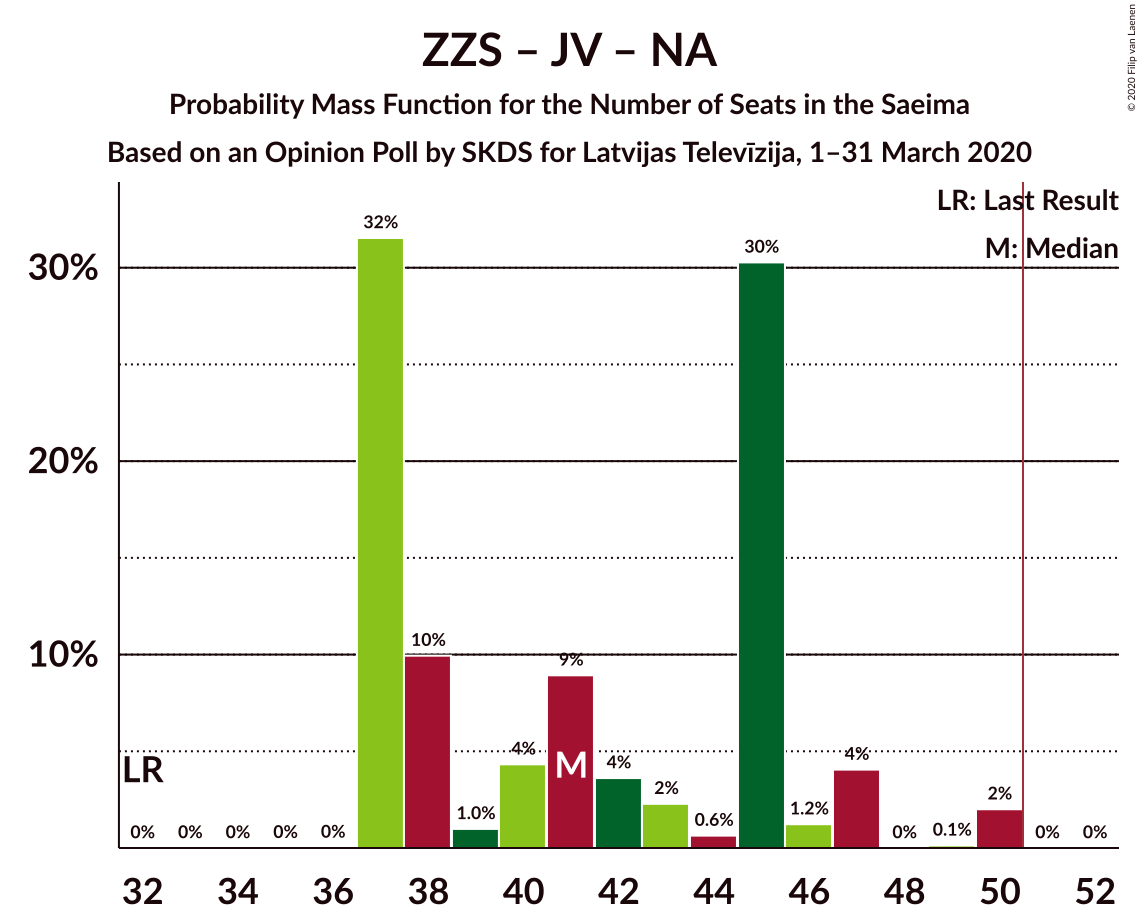 ZZS – JV – NA
Probability Mass Function for the Number of Seats in the Saeima
Based on an Opinion Poll by SKDS for Latvijas Televīzija, 1–31 March 2020
© 2020 Filip van Laenen
LR: Last Result
M: Median
30%
20%
10%
0% 0% 0% 0% 0% 32% 10% 1.0% 4% 9% 4% 2% 0.6% 30% 1.2% 4% 0% 0.1% 2% 0% 0%
LR
M
32 34 36 38 40 42 44 46 48 50 52